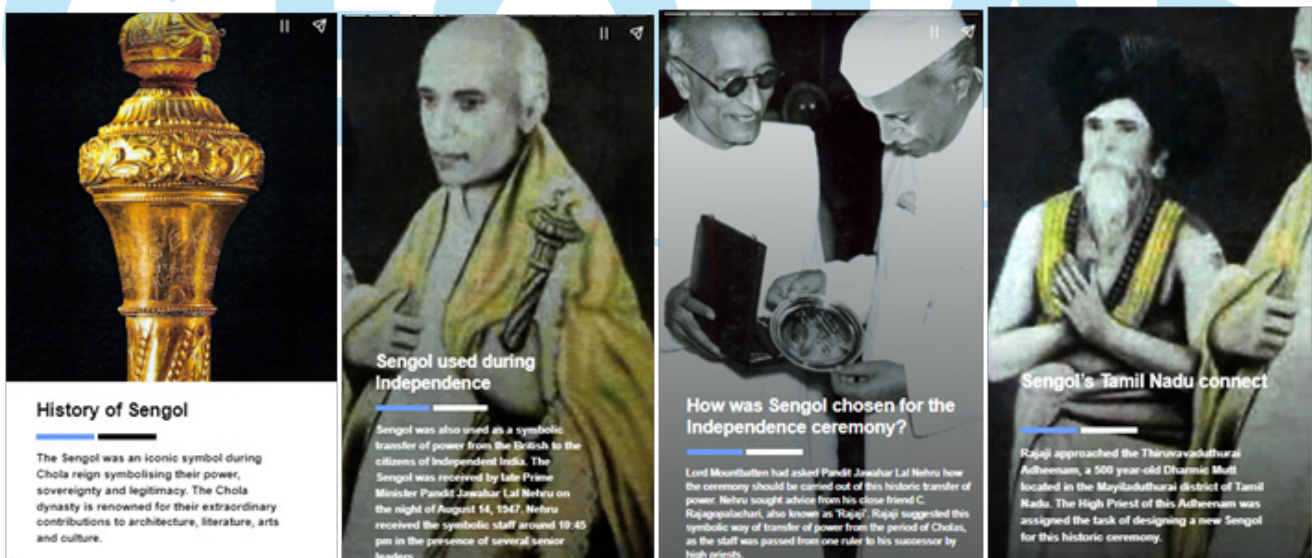 History of Sengol
The Sengol was an iconic symbol during
Chola reign symbolising their power,
sovereignty and legitimacy. The Chola
dynasty is renowned for their extraordinary
contributions to architecture, literature, arts
and culture.
Sengol used during
Independence
Sengol was also used as a symbolic
transfer of power from the British to the
citizens of Independent India. The
Sengol was received by late Prime
Minister Pandit Jawahar Lal Nehru on
the night of August 14, 1947. Nehru
received the symbolic staff around 10:45
pm in the presence of several senior
leaders.
How was Sengol chosen for the
Independence ceremony?
Lord Mountbatten had asked Pandit Jawahar Lal Nehru how
the ceremony should be carried out of this historic transfer of
power. Nehru sought advice from his close friend C.
Rajagopalachari, also known as 'Rajaji'. Rajaji suggested this
symbolic way of transfer of power from the period of Cholas,
as the staff was passed from one ruler to his successor by
high priests.
Sengol's Tamil Nadu connect
Rajaji approached the Thiruvavaduthurai
Adheenam, a 500 year-old Dharmic Mutt
located in the Mayiladuthurai district of Tamil
Nadu. The High Priest of this Adheenam was
assigned the task of designing a new Sengol
for this historic ceremony.